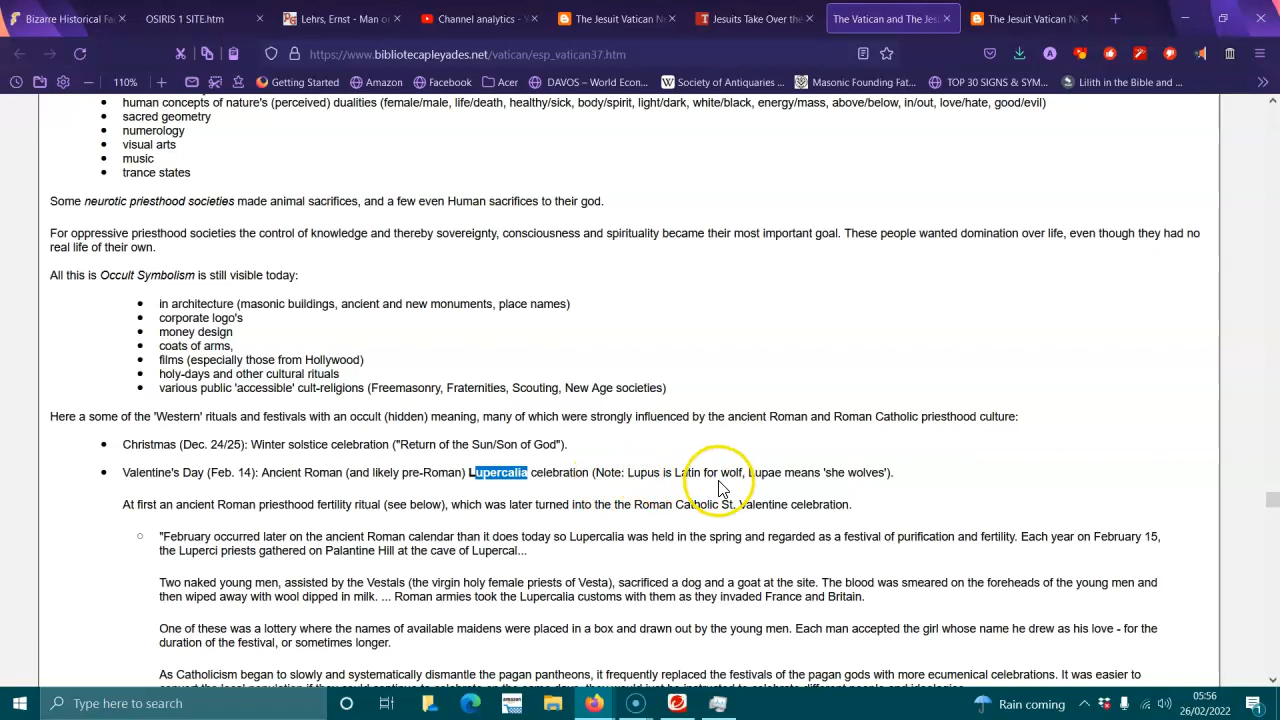 Bizarre Historical Fa
OSIRIS 1 SITE.htm
Lehrs, Ernst - Man o
Channel analytics - Y
The Jesuit Vatican N
Jesuits Take Over the
The Vatican and The Jes
The Jesuit Vatican N
https://www.bibliotecapleyades.net/vatican/esp_vatican37.htm
110%
Getting Started
Amazon
Facebook
Acer
DAVOS – World Econ...
Society of Antiquaries ...
Masonic Founding Fat...
TOP 30 SIGNS & SYM...
Lilith in the Bible and ...
human concepts of nature's (perceived) dualities (female/male, life/death, healthy/sick, body/spirit, light/dark, white/black, energy/mass, above/below, in/out, love/hate, good/evil)
sacred geometry
numerology
visual arts
music
trance states
Some neurotic priesthood societies made animal sacrifices, and a few even Human sacrifices to their god.
For oppressive priesthood societies the control of knowledge and thereby sovereignty, consciousness and spirituality became their most important goal. These people wanted domination over life, even though they had no
real life of their own.
All this is Occult Symbolism is still visible today:
in architecture (masonic buildings, ancient and new monuments, place names)
corporate logo's
money design
coats of arms,
films (especially those from Hollywood)
holy-days and other cultural rituals
various public 'accessible' cult-religions (Freemasonry, Fraternities, Scouting, New Age societies)
Here a some of the 'Western' rituals and festivals with an occult (hidden) meaning, many of which were strongly influenced by the ancient Roman and Roman Catholic priesthood culture:
Christmas (Dec. 24/25): Winter solstice celebration ("Return of the Sun/Son of God").
Valentine's Day (Feb. 14): Ancient Roman (and likely pre-Roman) Lupercalia celebration (Note: Lupus is Latin for wolf, Lupae means 'she wolves').
At first an ancient Roman priesthood fertility ritual (see below), which was later turned into the the Roman Catholic St. Valentine celebration.
"February occurred later on the ancient Roman calendar than it does today so Lupercalia was held in the spring and regarded as a festival of purification and fertility. Each year on February 15,
the Luperci priests gathered on Palantine Hill at the cave of Lupercal...
Two naked young men, assisted by the Vestals (the virgin holy female priests of Vesta), sacrificed a dog and a goat at the site. The blood was smeared on the foreheads of the young men and
then wiped away with wool dipped in milk. ... Roman armies took the Lupercalia customs with them as they invaded France and Britain.
One of these was a lottery where the names of available maidens were placed in a box and drawn out by the young men. Each man accepted the girl whose name he drew as his love - for the
duration of the festival, or sometimes longer.
As Catholicism began to slowly and systematically dismantle the pagan pantheons, it frequently replaced the festivals of the pagan gods with more ecumenical celebrations. It was easier to
Type here to search
Rain coming
05:56
26/02/2022